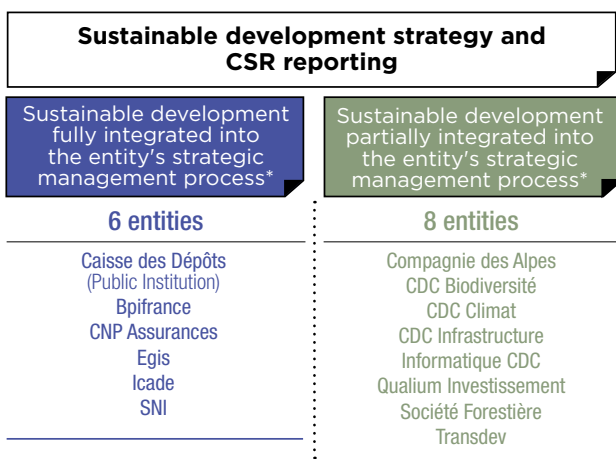 Sustainable development strategy and
CSR reporting
Sustainable development
fully integrated into
the entity's strategic
management process*
6 entities
Caisse des Dépôts
(Public Institution)
Bpifrance
CNP Assurances
Egis
Icade
SNI
Sustainable development
partially integrated into
the entity's strategic
management process*
8 entities
Compagnie des Alpes
CDC Biodiversité
CDC Climat
CDC Infrastructure
Informatique CDC
Qualium Investissement
Société Forestière
Transdev